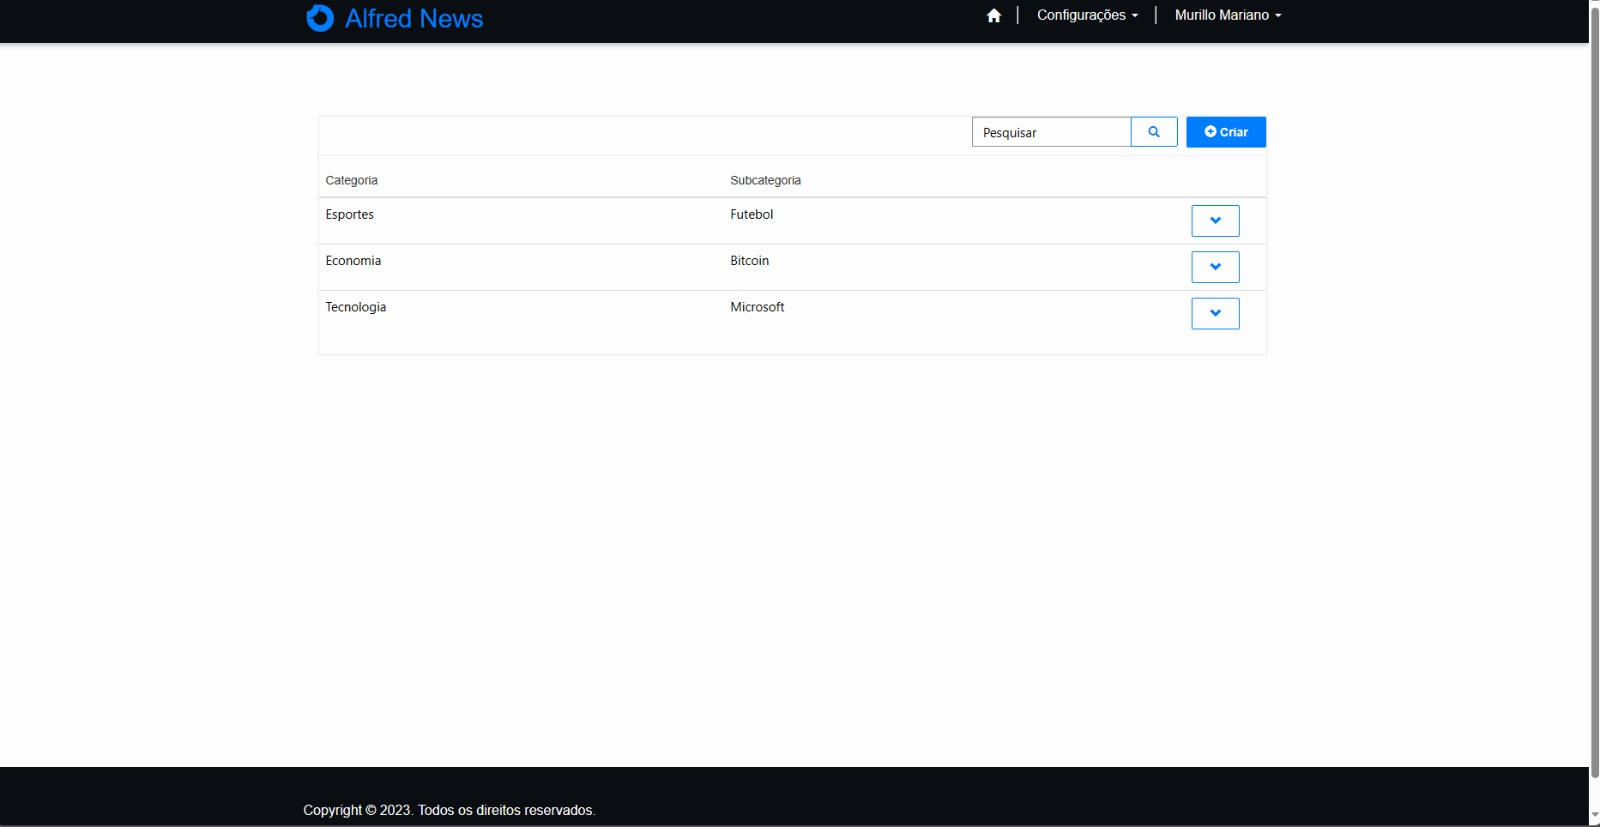 Alfred News
Configurações
Murillo Mariano
Pesquisar
Criar
Categoria Subcategoria
Esportes Futebol
Economia Bitcoin
Tecnologia Microsoft
Copyright © 2023. Todos os direitos reservados.